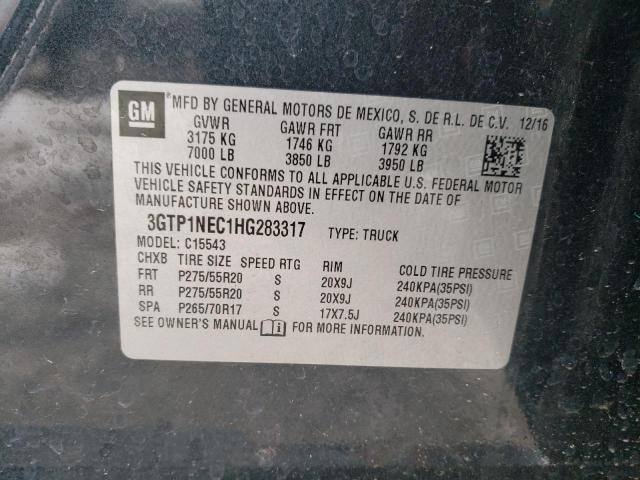 GM
*MFD BY GENERAL MOTORS DE MEXICO, S. DE R.L. DE C.V. 12/16
GVWR GAWR FRT GAWR RR
3175 KG 1746 KG 1792 KG
7000 LB 3850 LB 3950 LB
THIS VEHICLE CONFORMS TO ALL APPLICABLE U.S. FEDERAL MOTOR
VEHICLE SAFETY STANDARDS IN EFFECT ON THE DATE OF
MANUFACTURE SHOWN ABOVE.
3GTP1NEC1HG283317 TYPE: TRUCK
MODEL: C15543
CHXB TIRE SIZE SPEED RTG RIM COLD TIRE PRESSURE
FRT P275/55R20 S 20X9J 240KPA(35PSI)
RR P275/55R20 S 20X9J 240KPA(35PSI)
SPA P265/70R17 S 17X7.5J 240KPA(35PSI)
SEE OWNER'S MANUAL FOR MORE INFORMATION.